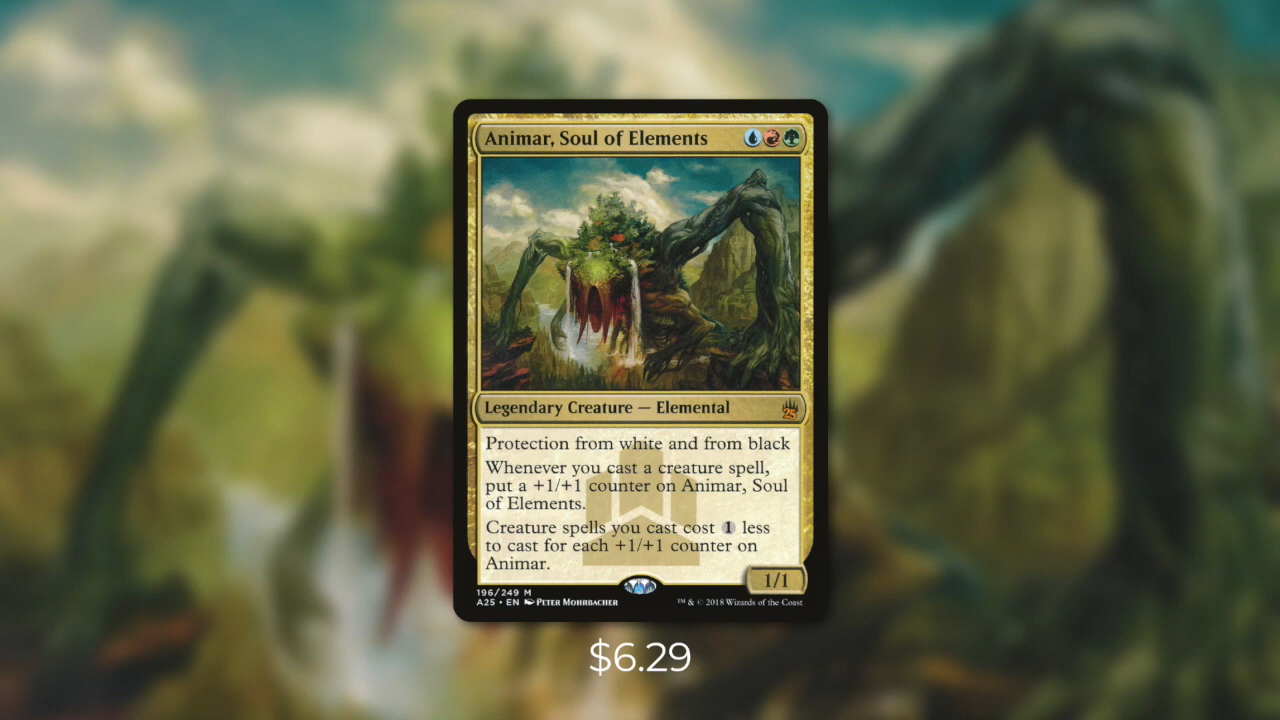 Animar, Soul of Elements
Legendary Creature — Elemental
25
Protection from white and from black
Whenever you cast a creature spell,
put a +1/+1 counter on Animar, Soul
of Elements.
Creature spells you cast cost 1 less
to cast for each +1/+1 counter on
Animar.
1/1
196/249 M
A25 • EN Peter Mohrbacher
™ & © 2018 Wizards of the Coast
$6.29